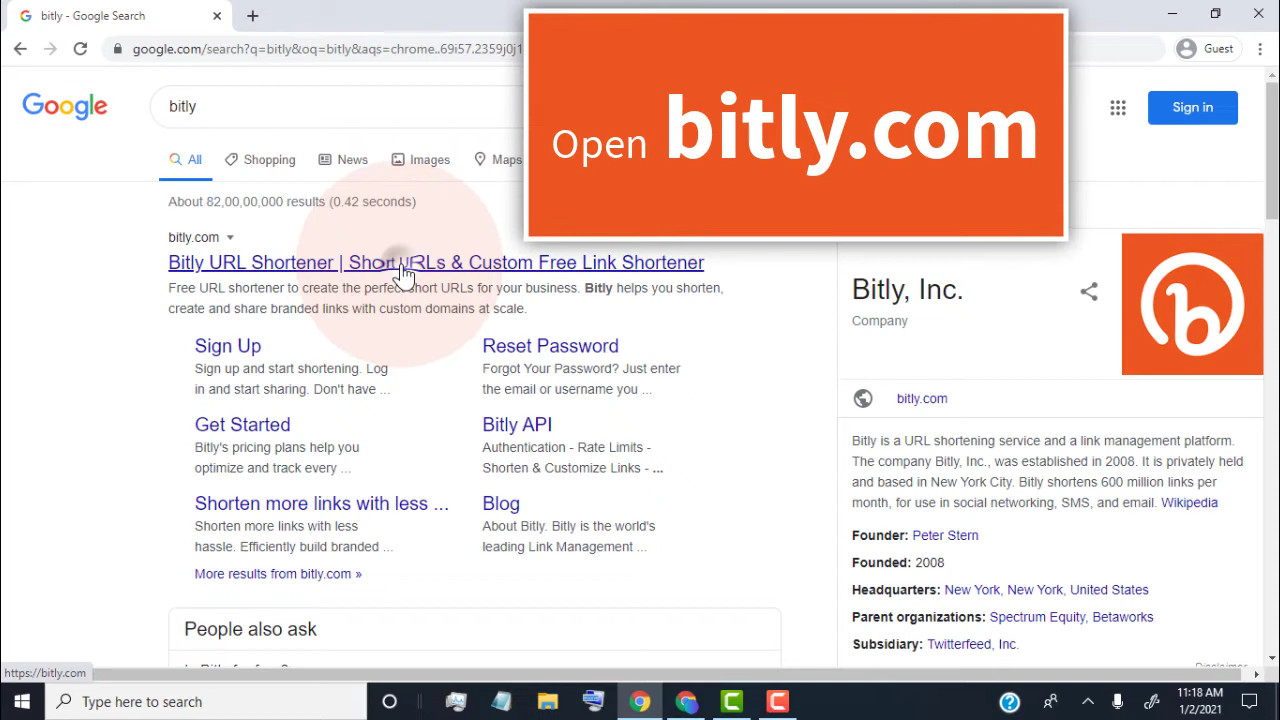 bitly - Google Search
google.com/search?q=bitly&oq=bitly&aqs=chrome..69i57.2359j0j1
Guest
Open bitly.com
Google
bitly
Sign in
All
Shopping
News
Images
Maps
About 82,00,00,000 results (0.42 seconds)
bitly.com
Bitly URL Shortener | Short URLs & Custom Free Link Shortener
Free URL shortener to create the perfect short URLs for your business. Bitly helps you shorten,
create and share branded links with custom domains at scale.
Sign Up
Sign up and start shortening. Log
in and start sharing. Don't have ...
Reset Password
Forgot Your Password? Just enter
the email or username you ...
Get Started
Bitly's pricing plans help you
optimize and track every ...
Bitly API
Authentication - Rate Limits -
Shorten & Customize Links - ...
Shorten more links with less ...
Shorten more links with less
hassle. Efficiently build branded ...
Blog
About Bitly. Bitly is the world's
leading Link Management ...
More results from bitly.com »
People also ask
Bitly, Inc.
Company
bitly.com
Bitly is a URL shortening service and a link management platform.
The company Bitly, Inc., was established in 2008. It is privately held
and based in New York City. Bitly shortens 600 million links per
month, for use in social networking, SMS, and email. Wikipedia
Founder: Peter Stern
Founded: 2008
Headquarters: New York, New York, United States
Parent organizations: Spectrum Equity, Betaworks
Subsidiary: Twitterfeed, Inc.
https://bitly.com
Type here to search
11:18 AM
1/2/2021